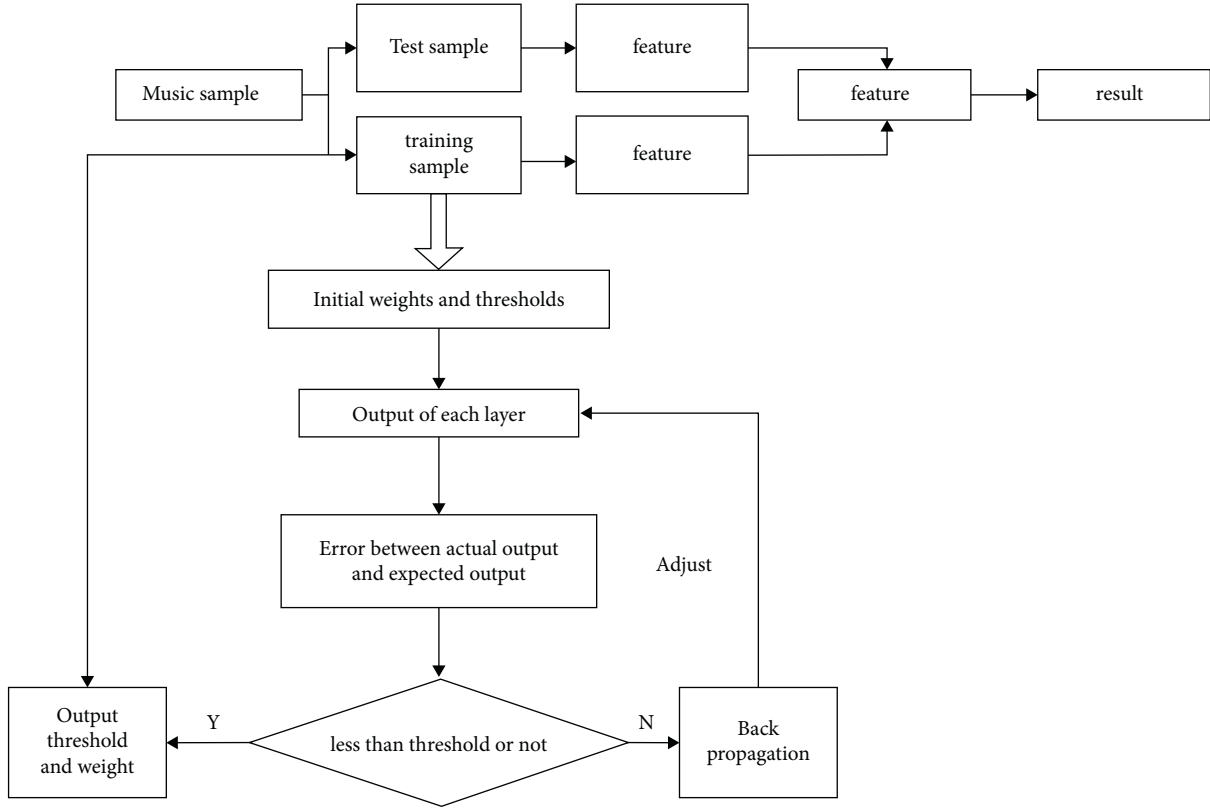 Test sample
feature
Music sample
feature
result
training
sample
feature
Initial weights and thresholds
Output of each layer
Error between actual output
and expected output
Adjust
Output
threshold
and weight
Y
less than threshold or not
N
Back
propagation